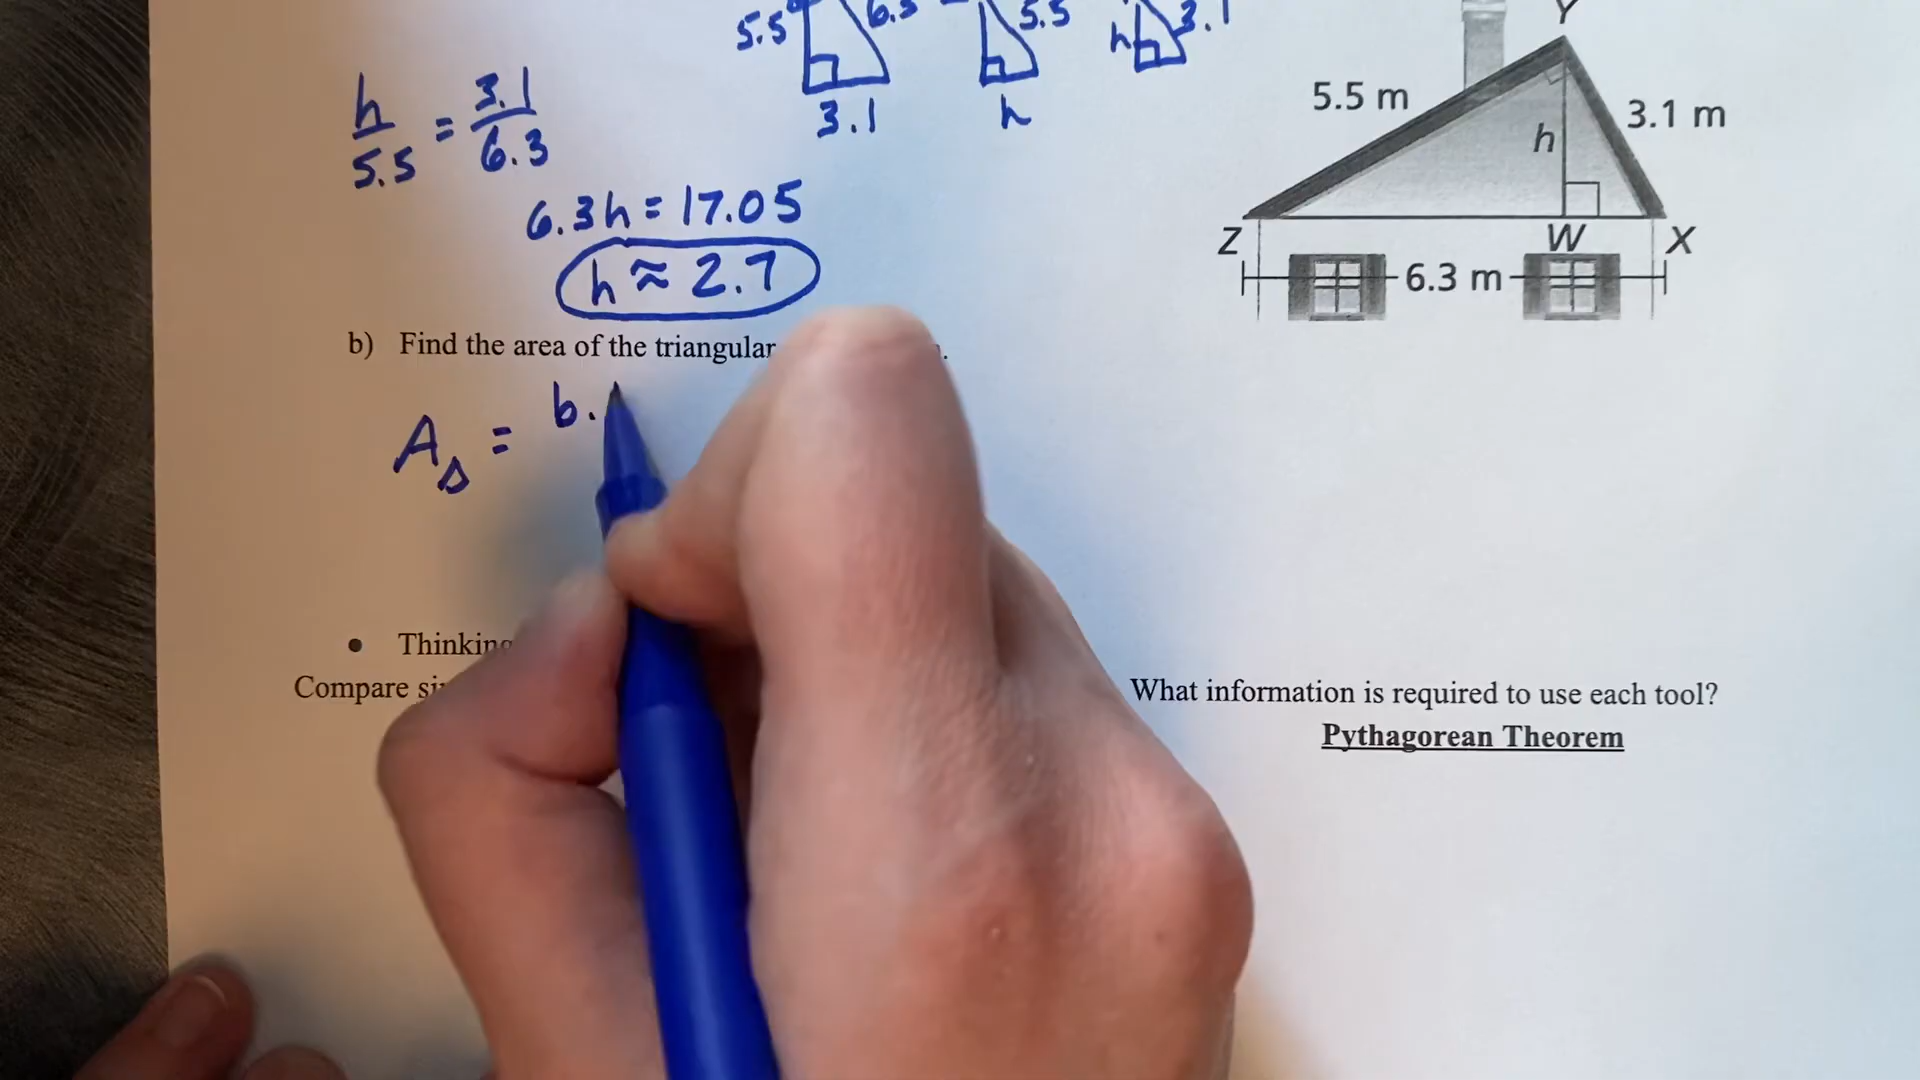 5.5 6.3 5.5 h 3.1
3.1 h
h/5.5 = 3.1/6.3
6.3h = 17.05
h ≈ 2.7
Y
5.5 m
3.1 m
h
Z W X
6.3 m
b) Find the area of the triangular
A△ = b.
• Thinking
Compare
What information is required to use each tool?
Pythagorean Theorem